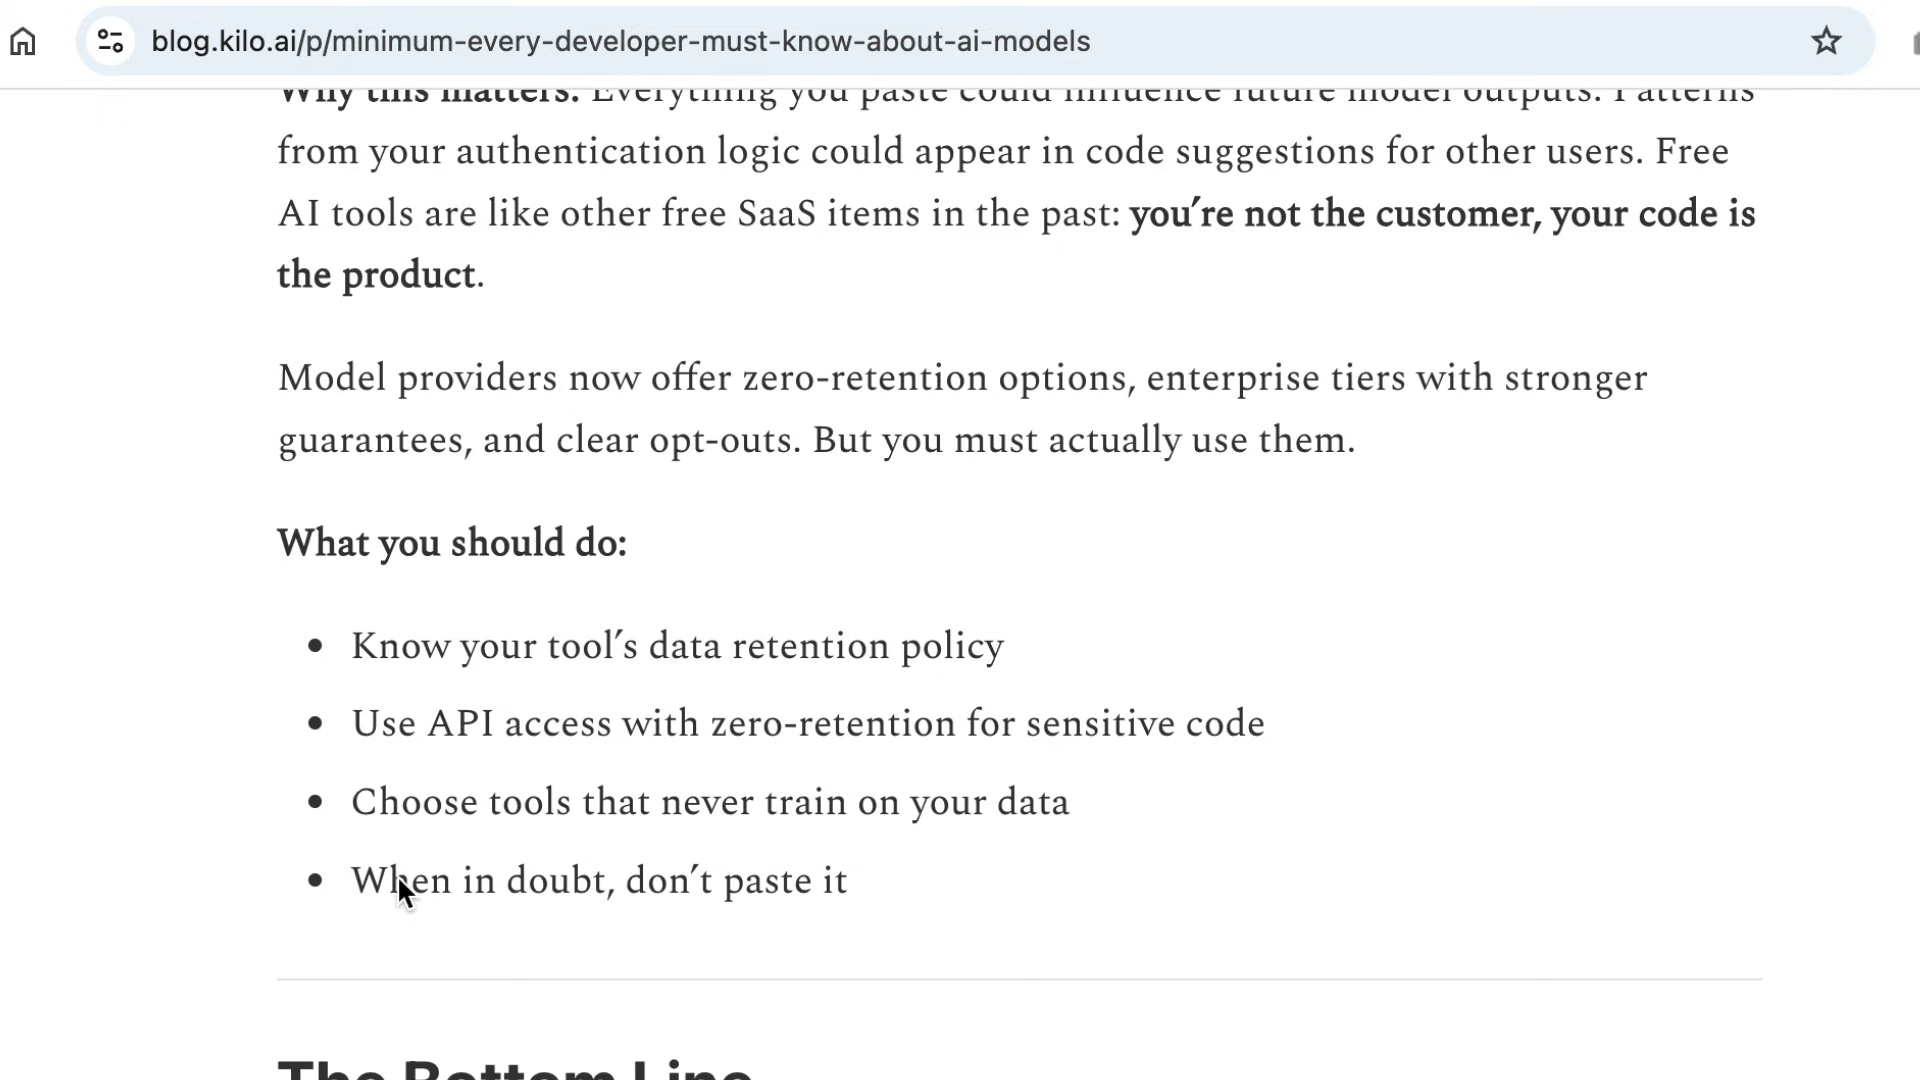 blog.kilo.ai/p/minimum-every-developer-must-know-about-ai-models
Why this matters: Everything you paste could influence future model outputs. Patterns
from your authentication logic could appear in code suggestions for other users. Free
AI tools are like other free SaaS items in the past: you’re not the customer, your code is
the product.
Model providers now offer zero-retention options, enterprise tiers with stronger
guarantees, and clear opt-outs. But you must actually use them.
What you should do:
• Know your tool’s data retention policy
• Use API access with zero-retention for sensitive code
• Choose tools that never train on your data
• When in doubt, don’t paste it
The Bottom Line